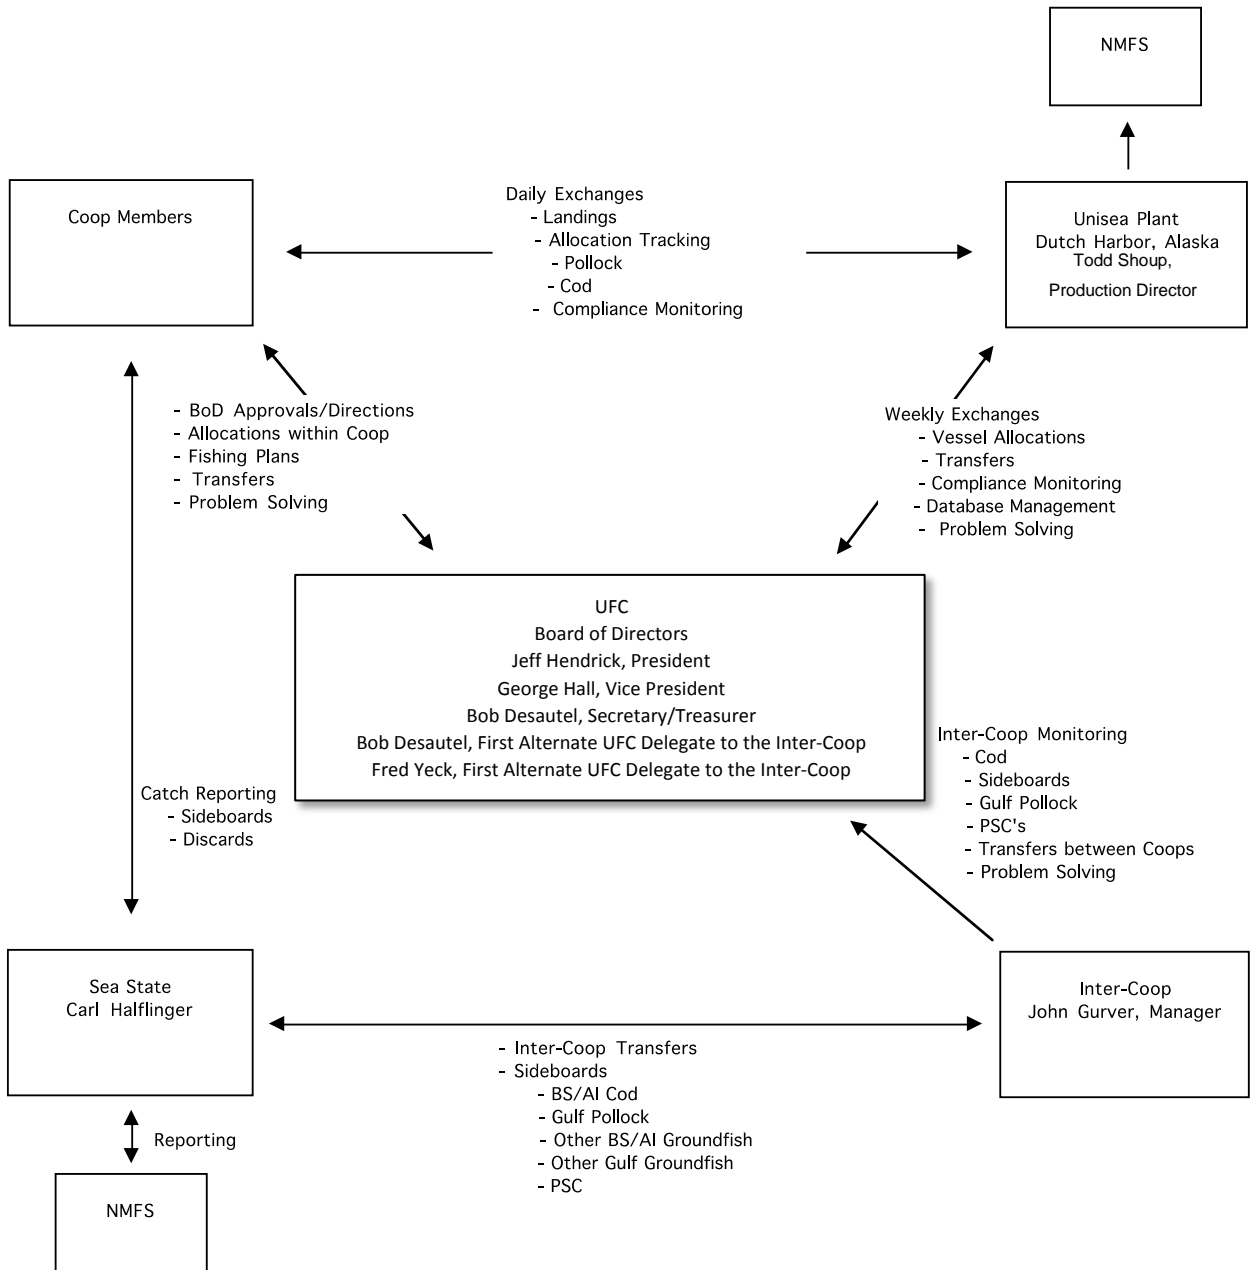 NMFS
Coop Members
Daily Exchanges
- Landings
- Allocation Tracking
- Pollock
- Cod
- Compliance Monitoring
Unisea Plant
Dutch Harbor, Alaska
Todd Shoup,
Production Director
- BoD Approvals/Directions
- Allocations within Coop
- Fishing Plans
- Transfers
- Problem Solving
Weekly Exchanges
- Vessel Allocations
- Transfers
- Compliance Monitoring
- Database Management
- Problem Solving
UFC
Board of Directors
Jeff Hendrick, President
George Hall, Vice President
Bob Desautel, Secretary/Treasurer
Bob Desautel, First Alternate UFC Delegate to the Inter-Coop
Fred Yeck, First Alternate UFC Delegate to the Inter-Coop
Inter-Coop Monitoring
- Cod
- Sideboards
- Gulf Pollock
- PSC's
- Transfers between Coops
- Problem Solving
Catch Reporting
- Sideboards
- Discards
Sea State
Carl Halflinger
Inter-Coop
John Gurver, Manager
- Inter-Coop Transfers
- Sideboards
- BS/AI Cod
- Gulf Pollock
- Other BS/AI Groundfish
- Other Gulf Groundfish
- PSC
Reporting
NMFS